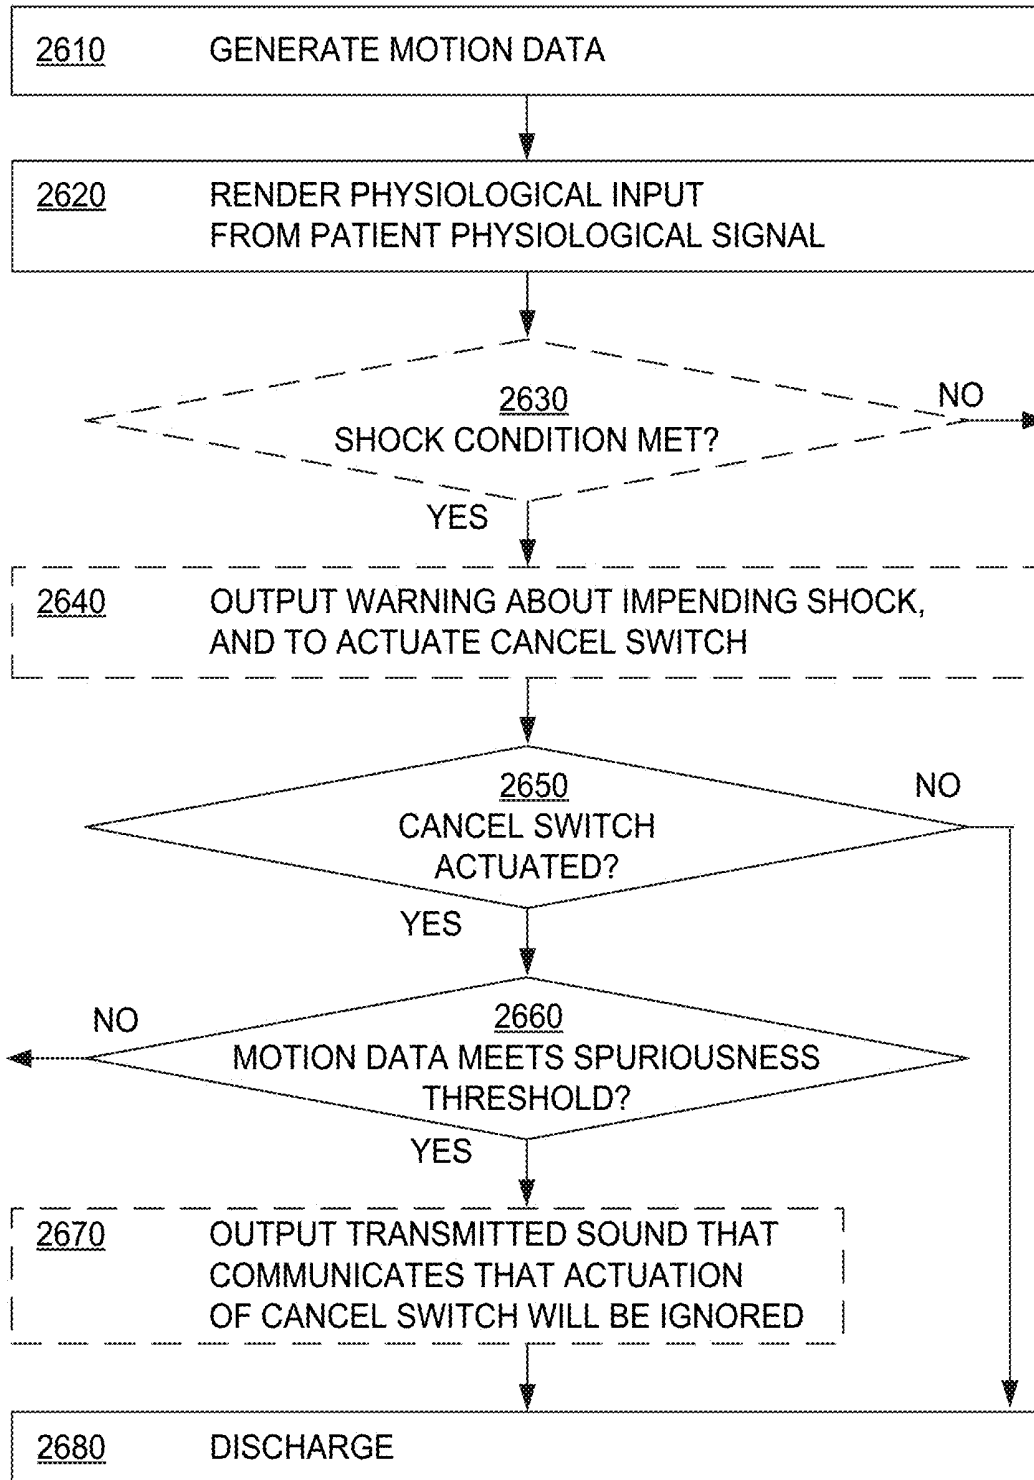 2610 GENERATE MOTION DATA
2620 RENDER PHYSIOLOGICAL INPUT
FROM PATIENT PHYSIOLOGICAL SIGNAL
2630
NO
SHOCK CONDITION MET?
YES
2640 OUTPUT WARNING ABOUT IMPENDING SHOCK,
AND TO ACTUATE CANCEL SWITCH
2650
NO
CANCEL SWITCH
ACTUATED?
YES
NO
2660
MOTION DATA MEETS SPURIOUSNESS
THRESHOLD?
YES
2670 OUTPUT TRANSMITTED SOUND THAT
COMMUNICATES THAT ACTUATION
OF CANCEL SWITCH WILL BE IGNORED
2680 DISCHARGE